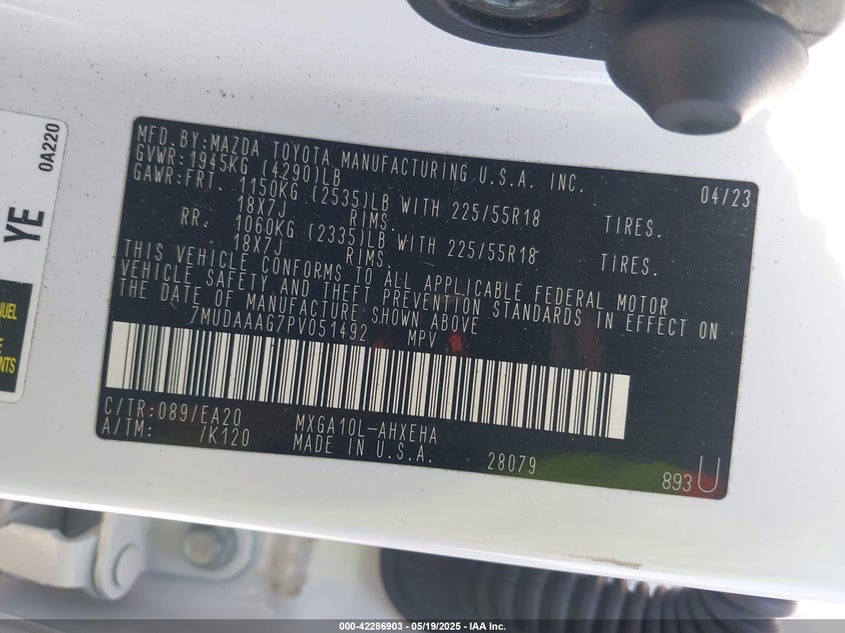 MFD. BY: MAZDA TOYOTA MANUFACTURING U.S.A. INC. 04/23
GVWR: 1945KG (4290)LB
GAWR: FRT. 1150KG (2535)LB WITH 225/55R18 TIRES.
18X7J RIMS.
RR. 1060KG (2335)LB WITH 225/55R18 TIRES.
18X7J RIMS.
THIS VEHICLE CONFORMS TO ALL APPLICABLE FEDERAL MOTOR
VEHICLE SAFETY AND THEFT PREVENTION STANDARDS IN EFFECT ON
THE DATE OF MANUFACTURE SHOWN ABOVE
7MUDAAAG7PV051492 MPV
C/TR: 089/EA20 MXGA10L-AHXEHA
A/TM: /K120 MADE IN U.S.A. 28079 893 U
0A220
YE
000-42286903 - 05/19/2025 - IAA Inc.